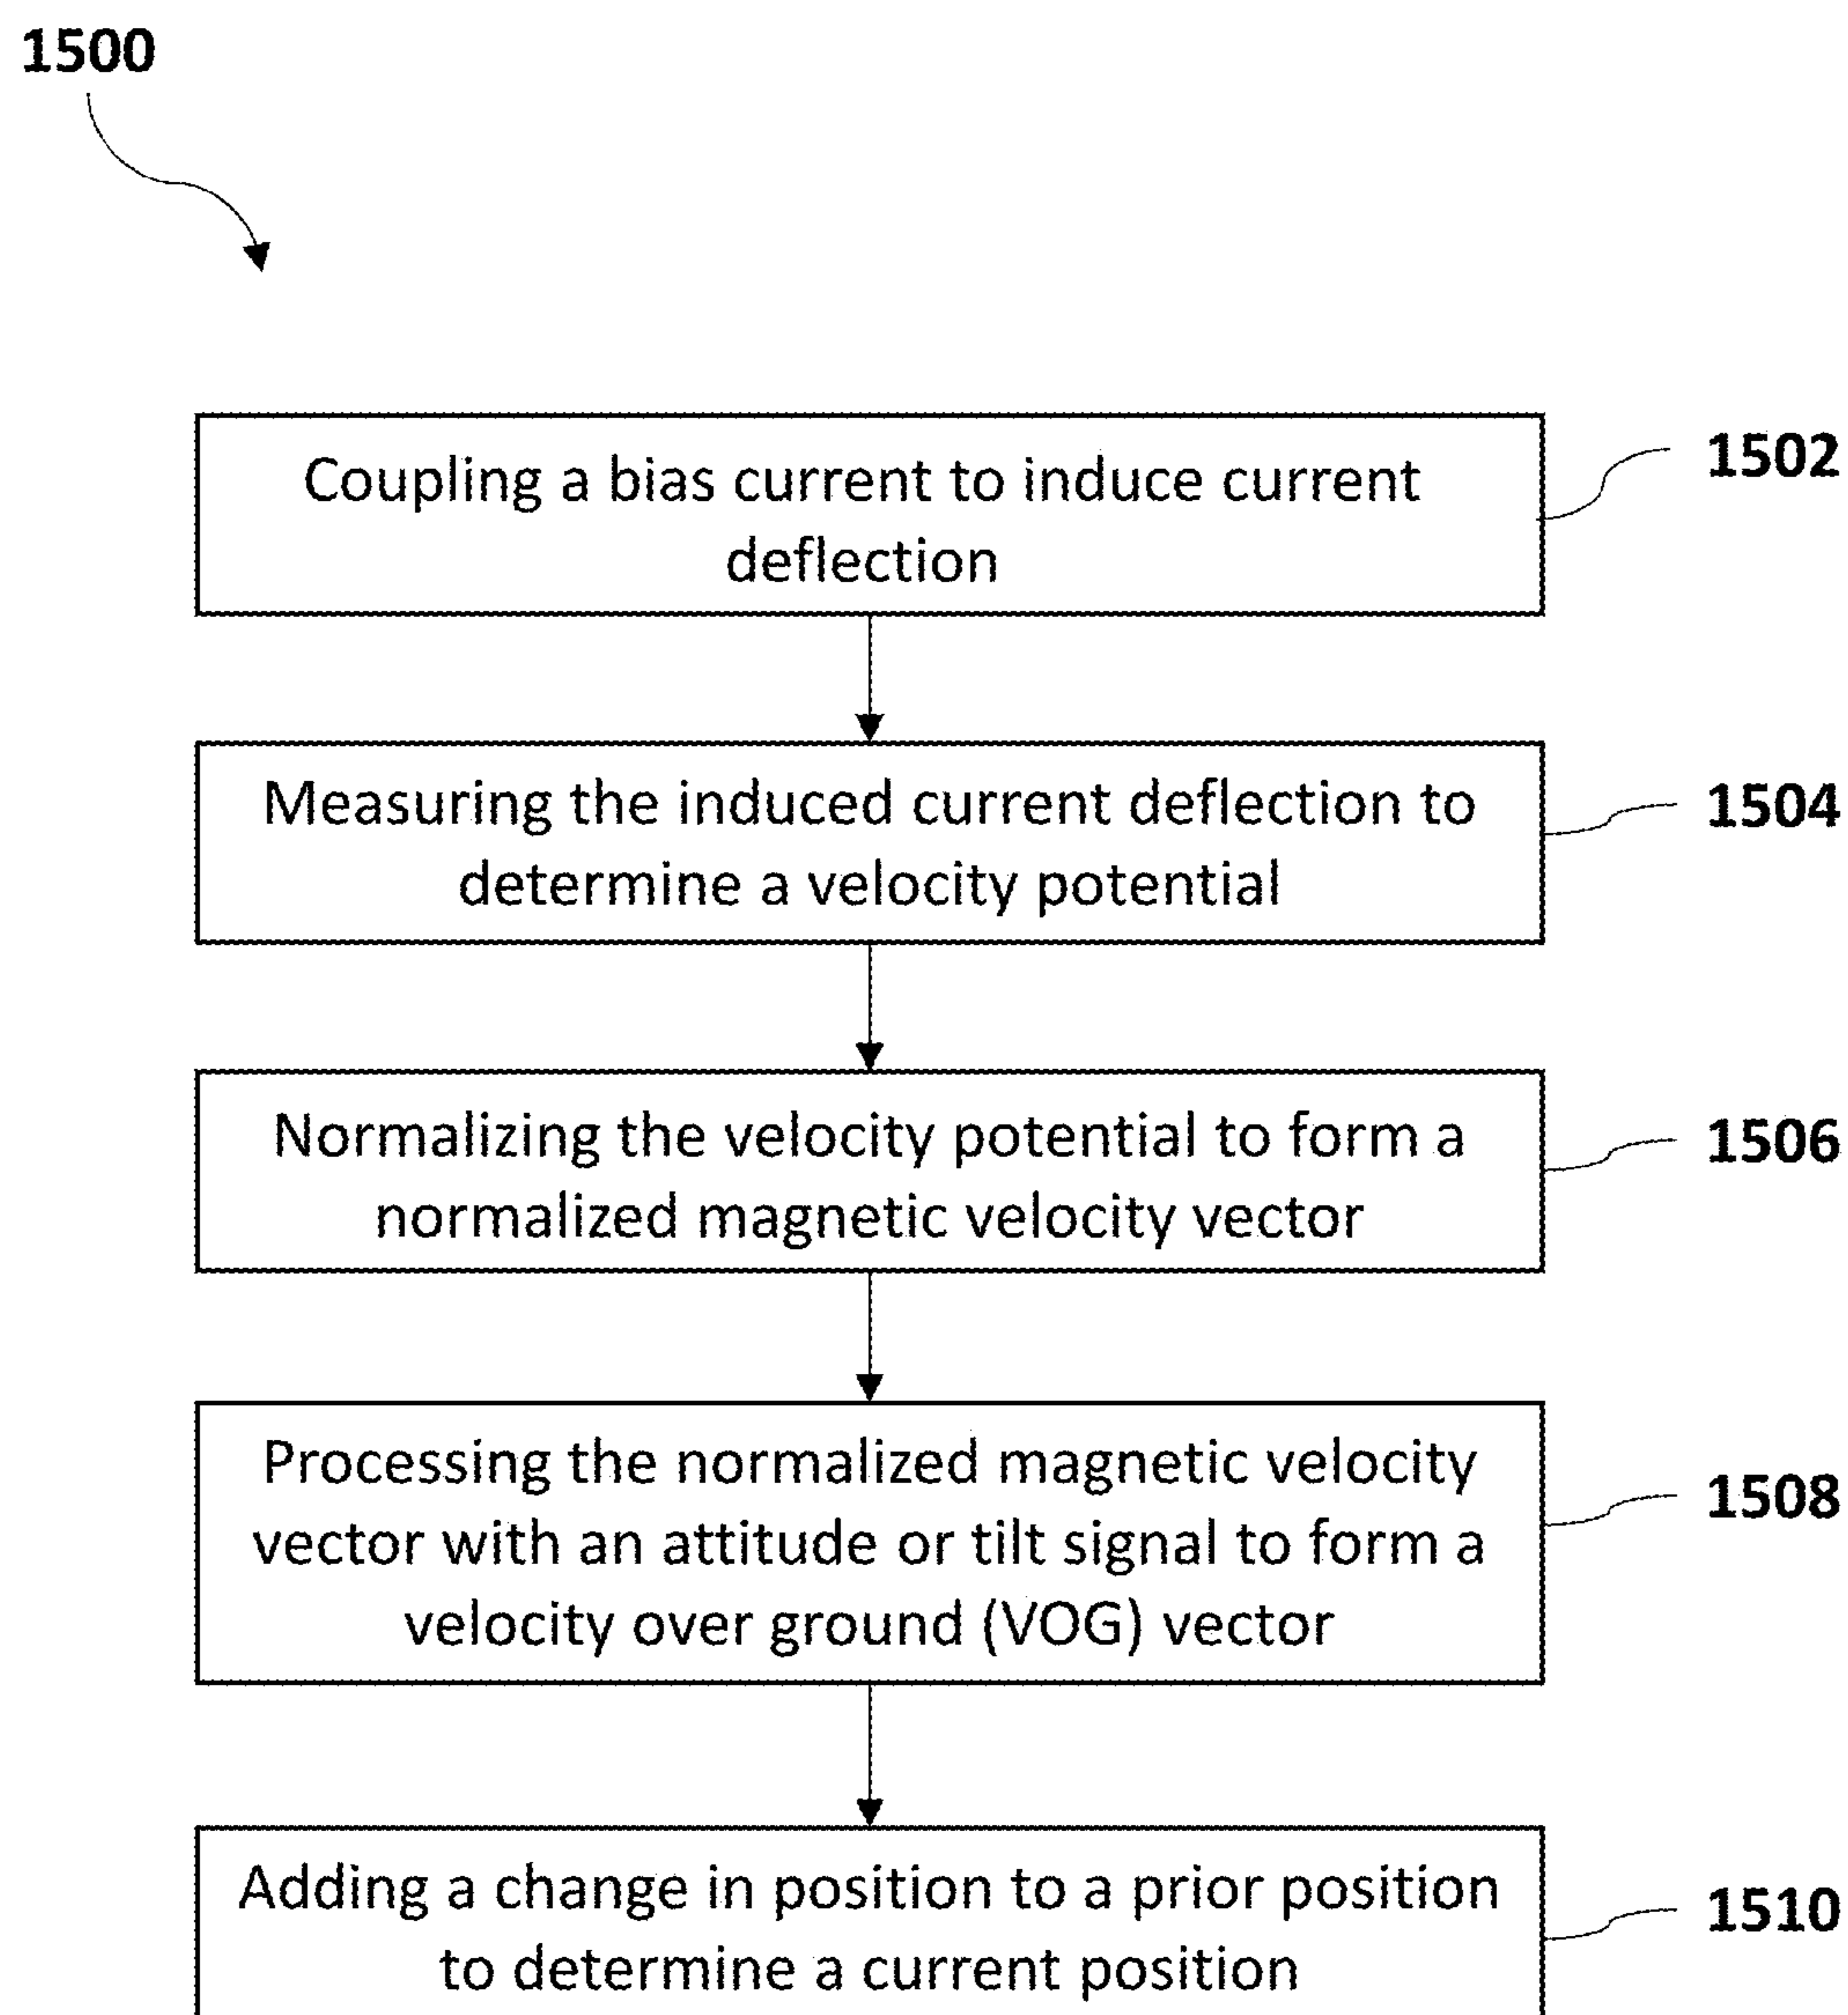 1500
Coupling a bias current to induce current
deflection
1502
Measuring the induced current deflection to
determine a velocity potential
1504
Normalizing the velocity potential to form a
normalized magnetic velocity vector
1506
Processing the normalized magnetic velocity
vector with an attitude or tilt signal to form a
velocity over ground (VOG) vector
1508
Adding a change in position to a prior position
to determine a current position
1510